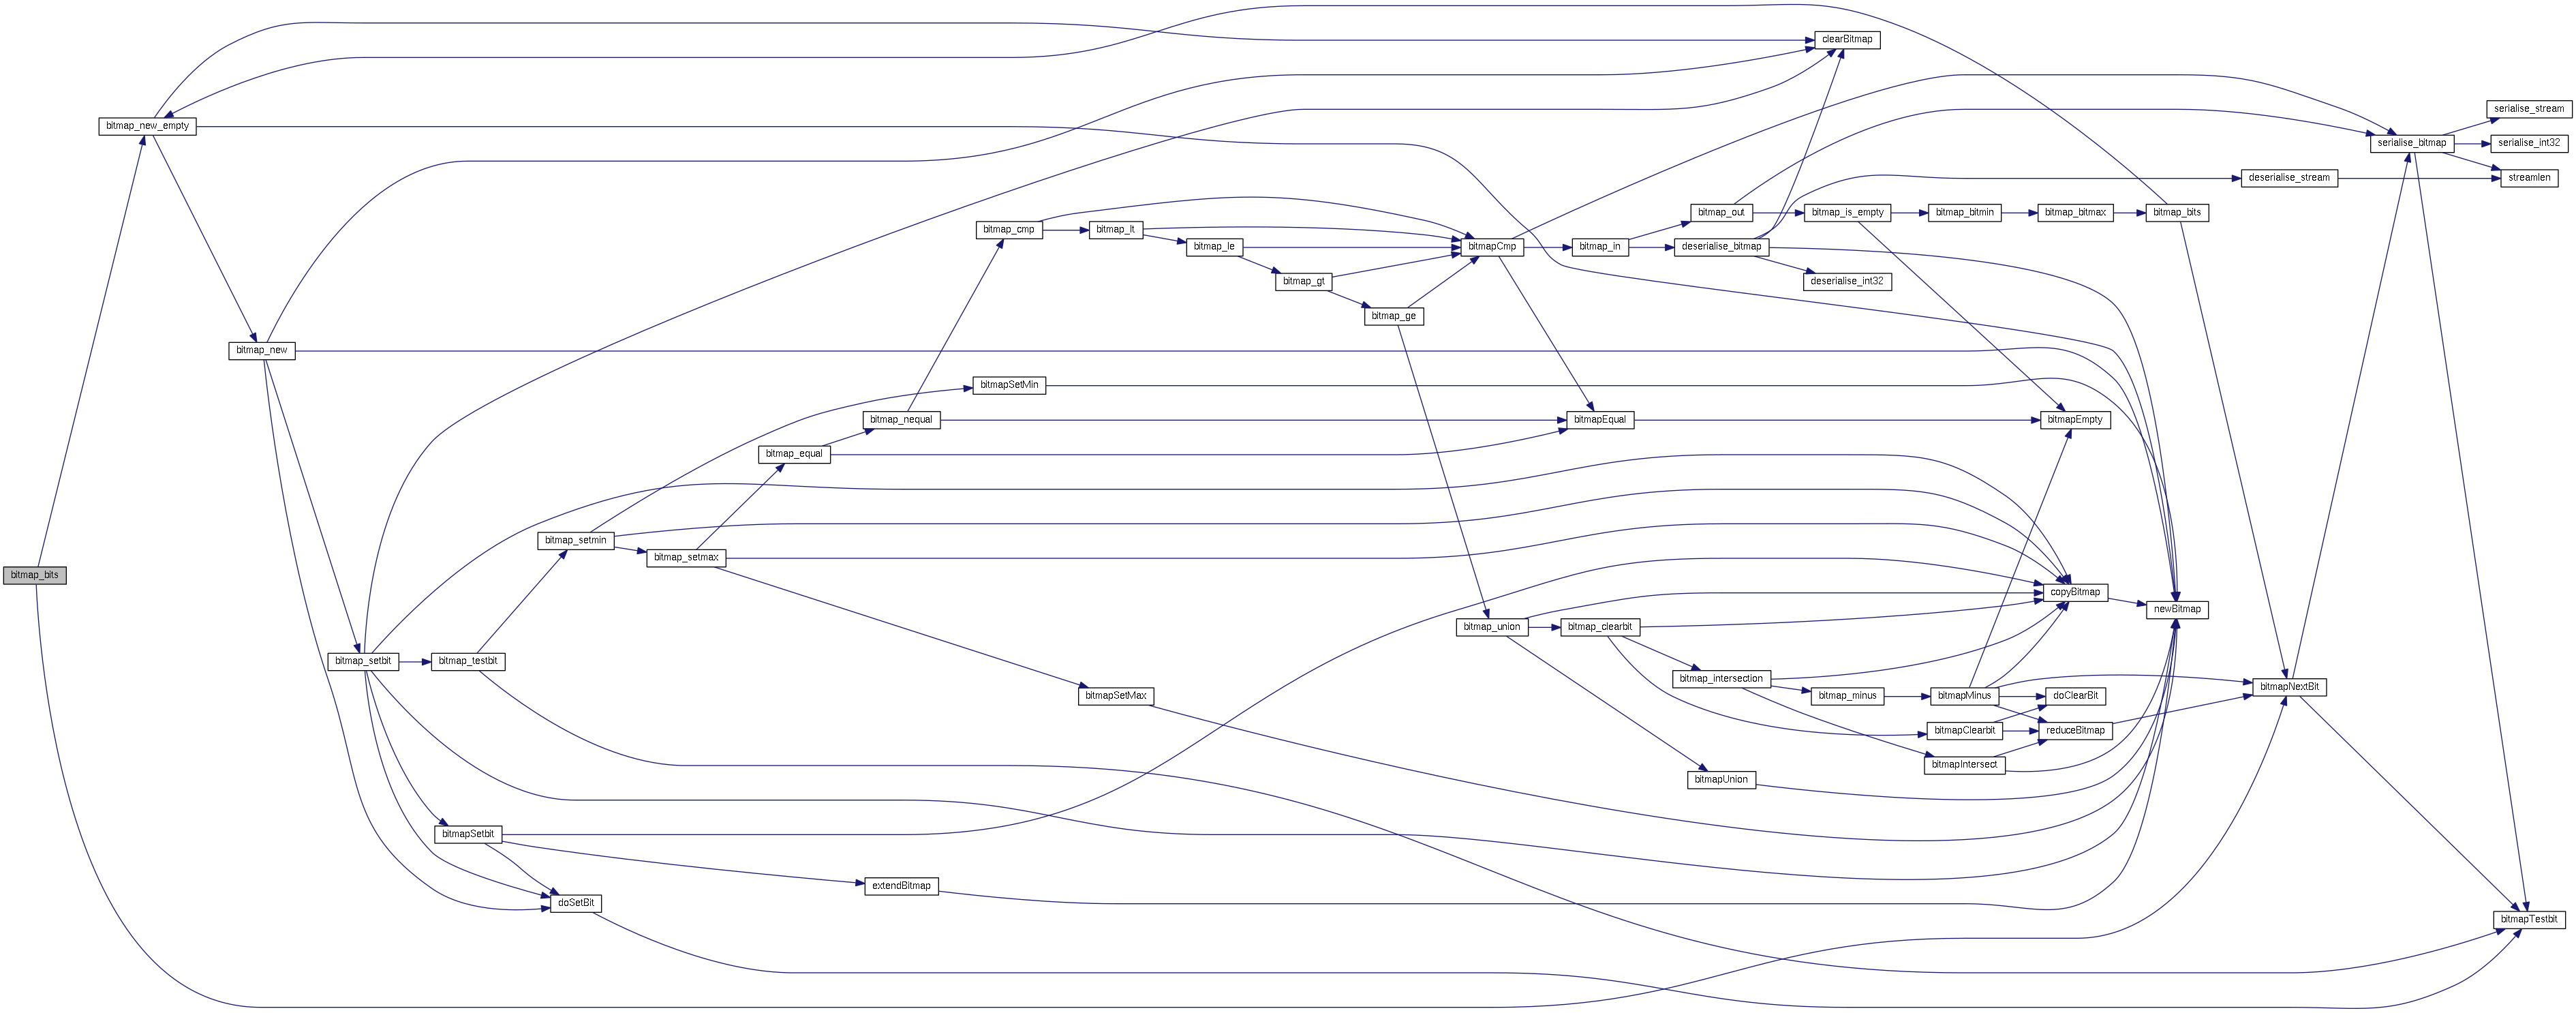 clearBitmap
serialise_stream
bitmap_new_empty
serialise_bitmap
serialise_int32
deserialise_stream
streamlen
bitmap_out
bitmap_is_empty
bitmap_bitmin
bitmap_bitmax
bitmap_bits
bitmap_cmp
bitmap_lt
bitmap_le
bitmapCmp
bitmap_in
deserialise_bitmap
bitmap_gt
deserialise_int32
bitmap_ge
bitmap_new
bitmapSetMin
bitmap_nequal
bitmapEqual
bitmapEmpty
bitmap_equal
bitmap_setmin
bitmap_setmax
bitmap_bits
copyBitmap
newBitmap
bitmap_union
bitmap_clearbit
bitmap_setbit
bitmap_testbit
bitmap_intersection
bitmapNextBit
bitmapSetMax
bitmap_minus
bitmapMinus
doClearBit
bitmapClearbit
reduceBitmap
bitmapIntersect
bitmapUnion
bitmapSetbit
extendBitmap
doSetBit
bitmapTestbit